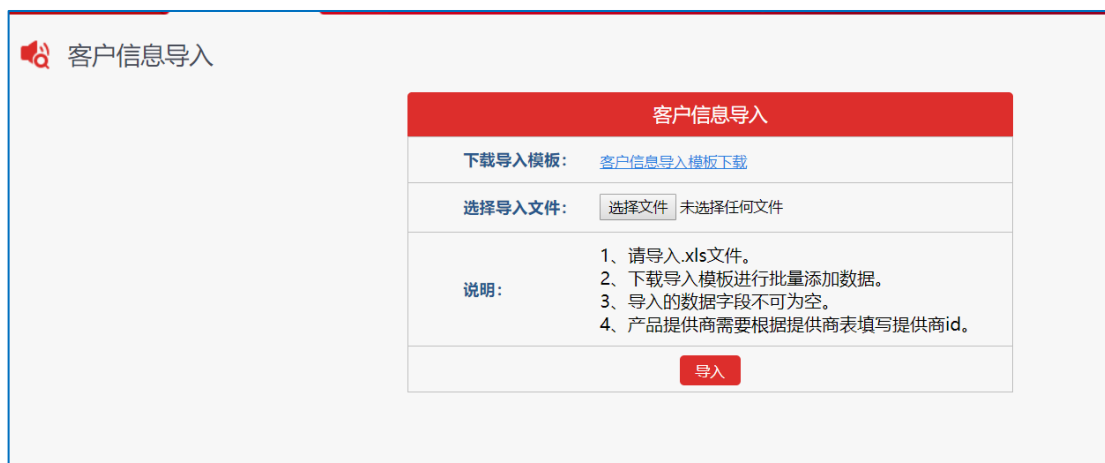 客户信息导入
客户信息导入
下载导入模板： 客户信息导入模板下载
选择导入文件： 选择文件 未选择任何文件
说明：
1、请导入.xls文件。
2、下载导入模板进行批量添加数据。
3、导入的数据字段不可为空。
4、产品提供商需要根据提供商表填写提供商id。
导入